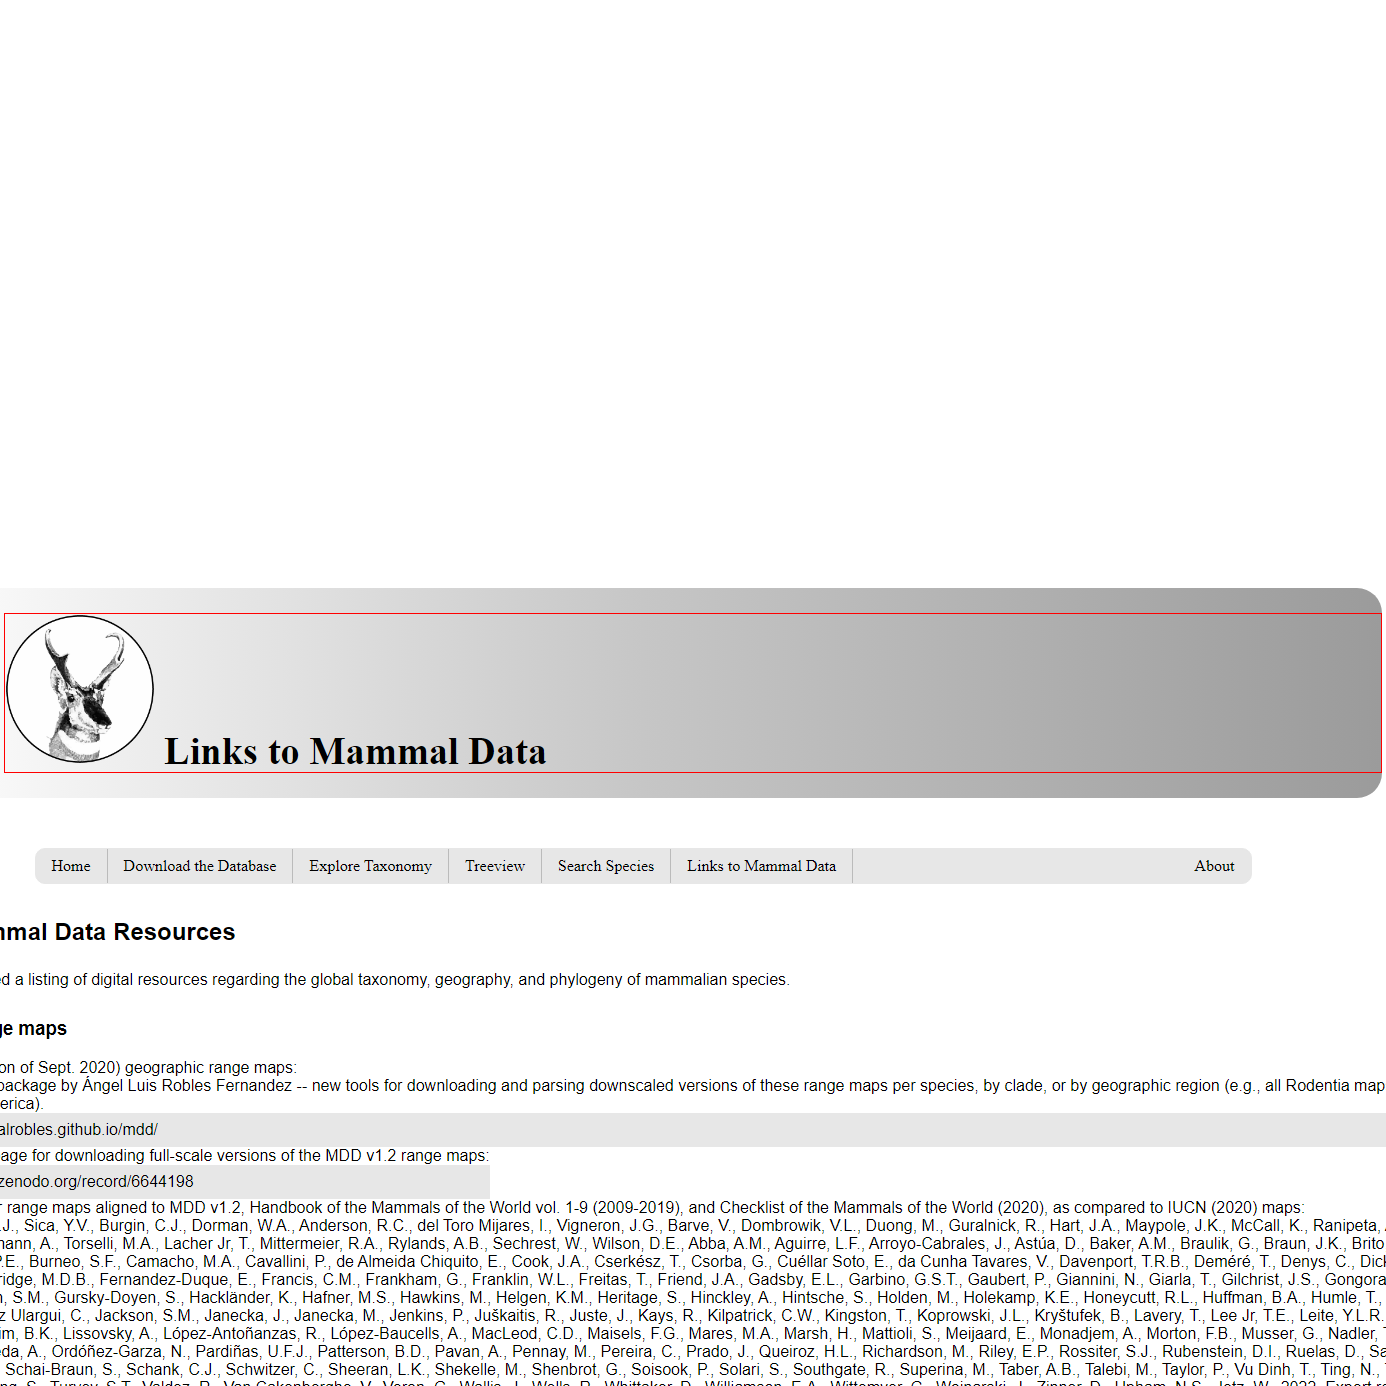 Links to Mammal Data
Home Download the Database Explore Taxonomy Treeview Search Species Links to Mammal Data About
Data Resources
a listing of digital resources regarding the global taxonomy, geography, and phylogeny of mammalian species.
maps
of Sept. 2020) geographic range maps:
package by Ángel Luis Robles Fernandez -- new tools for downloading and parsing downscaled versions of these range maps per species, by clade, or by geographic region (e.g., all Rodentia map
erica).
alrobles.github.io/mdd/
age for downloading full-scale versions of the MDD v1.2 range maps:
zenodo.org/record/6644198
range maps aligned to MDD v1.2, Handbook of the Mammals of the World vol. 1-9 (2009-2019), and Checklist of the Mammals of the World (2020), as compared to IUCN (2020) maps:
.J., Sica, Y.V., Burgin, C.J., Dorman, W.A., Anderson, R.C., del Toro Mijares, I., Vigneron, J.G., Barve, V., Dombrowik, V.L., Duong, M., Guralnick, R., Hart, J.A., Maypole, J.K., McCall, K., Ranipeta,
mann, A., Torselli, M.A., Lacher Jr, T., Mittermeier, R.A., Rylands, A.B., Sechrest, W., Wilson, D.E., Abba, A.M., Aguirre, L.F., Arroyo-Cabrales, J., Astúa, D., Baker, A.M., Braulik, G., Braun, J.K., Brito
P.E., Burneo, S.F., Camacho, M.A., Cavallini, P., de Almeida Chiquito, E., Cook, J.A., Cserkész, T., Csorba, G., Cuéllar Soto, E., da Cunha Tavares, V., Davenport, T.R.B., Deméré, T., Denys, C.,
ridge, M.D.B., Fernandez-Duque, E., Francis, C.M., Frankham, G., Franklin, W.L., Freitas, T., Friend, J.A., Gadsby, E.L., Garbino, G.S.T., Gaubert, P., Giannini, N., Giarla, T., Gilchrist, J.S., Gongora
S.M., Gursky-Doyen, S., Hackländer, K., Hafner, M.S., Hawkins, M., Helgen, K.M., Heritage, S., Hinckley, A., Hintsche, S., Holden, M., Holekamp, K.E., Honeycutt, R.L., Huffman, B.A., Humle, T.,
z Ulargui, C., Jackson, S.M., Janecka, J., Janecka, M., Jenkins, P., Juškaitis, R., Juste, J., Kays, R., Kilpatrick, C.W., Kingston, T., Koprowski, J.L., Kryštufek, B., Lavery, T., Lee Jr, T.E., Leite, Y.L.R.
im, B.K., Lissovsky, A., López-Antoñanzas, R., López-Baucells, A., MacLeod, C.D., Maisels, F.G., Mares, M.A., Marsh, H., Mattioli, S., Meijaard, E., Monadjem, A., Morton, F.B., Musser, G., Nadler, T
eda, A., Ordóñez-Garza, N., Pardiñas, U.F.J., Patterson, B.D., Pavan, A., Pennay, M., Pereira, C., Prado, J., Queiroz, H.L., Richardson, M., Riley, E.P., Rossiter, S.J., Rubenstein, D.I., Ruelas, D., Sa
Schai-Braun, S., Schank, C.J., Schwitzer, C., Sheeran, L.K., Shekelle, M., Shenbrot, G., Soisook, P., Solari, S., Southgate, R., Superina, M., Taber, A.B., Talebi, M., Taylor, P., Vu Dinh, T., Ting, N.,